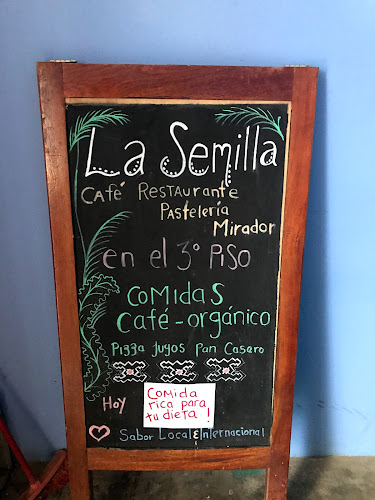 La Semilla
Café Restaurante
Pastelería
Mirador
en el 3º Piso
Comidas
café-orgánico
Pizza Jugos Pan Casero
Hoy
Comida
rica para
tu dieta!
Sabor Local E Internacional